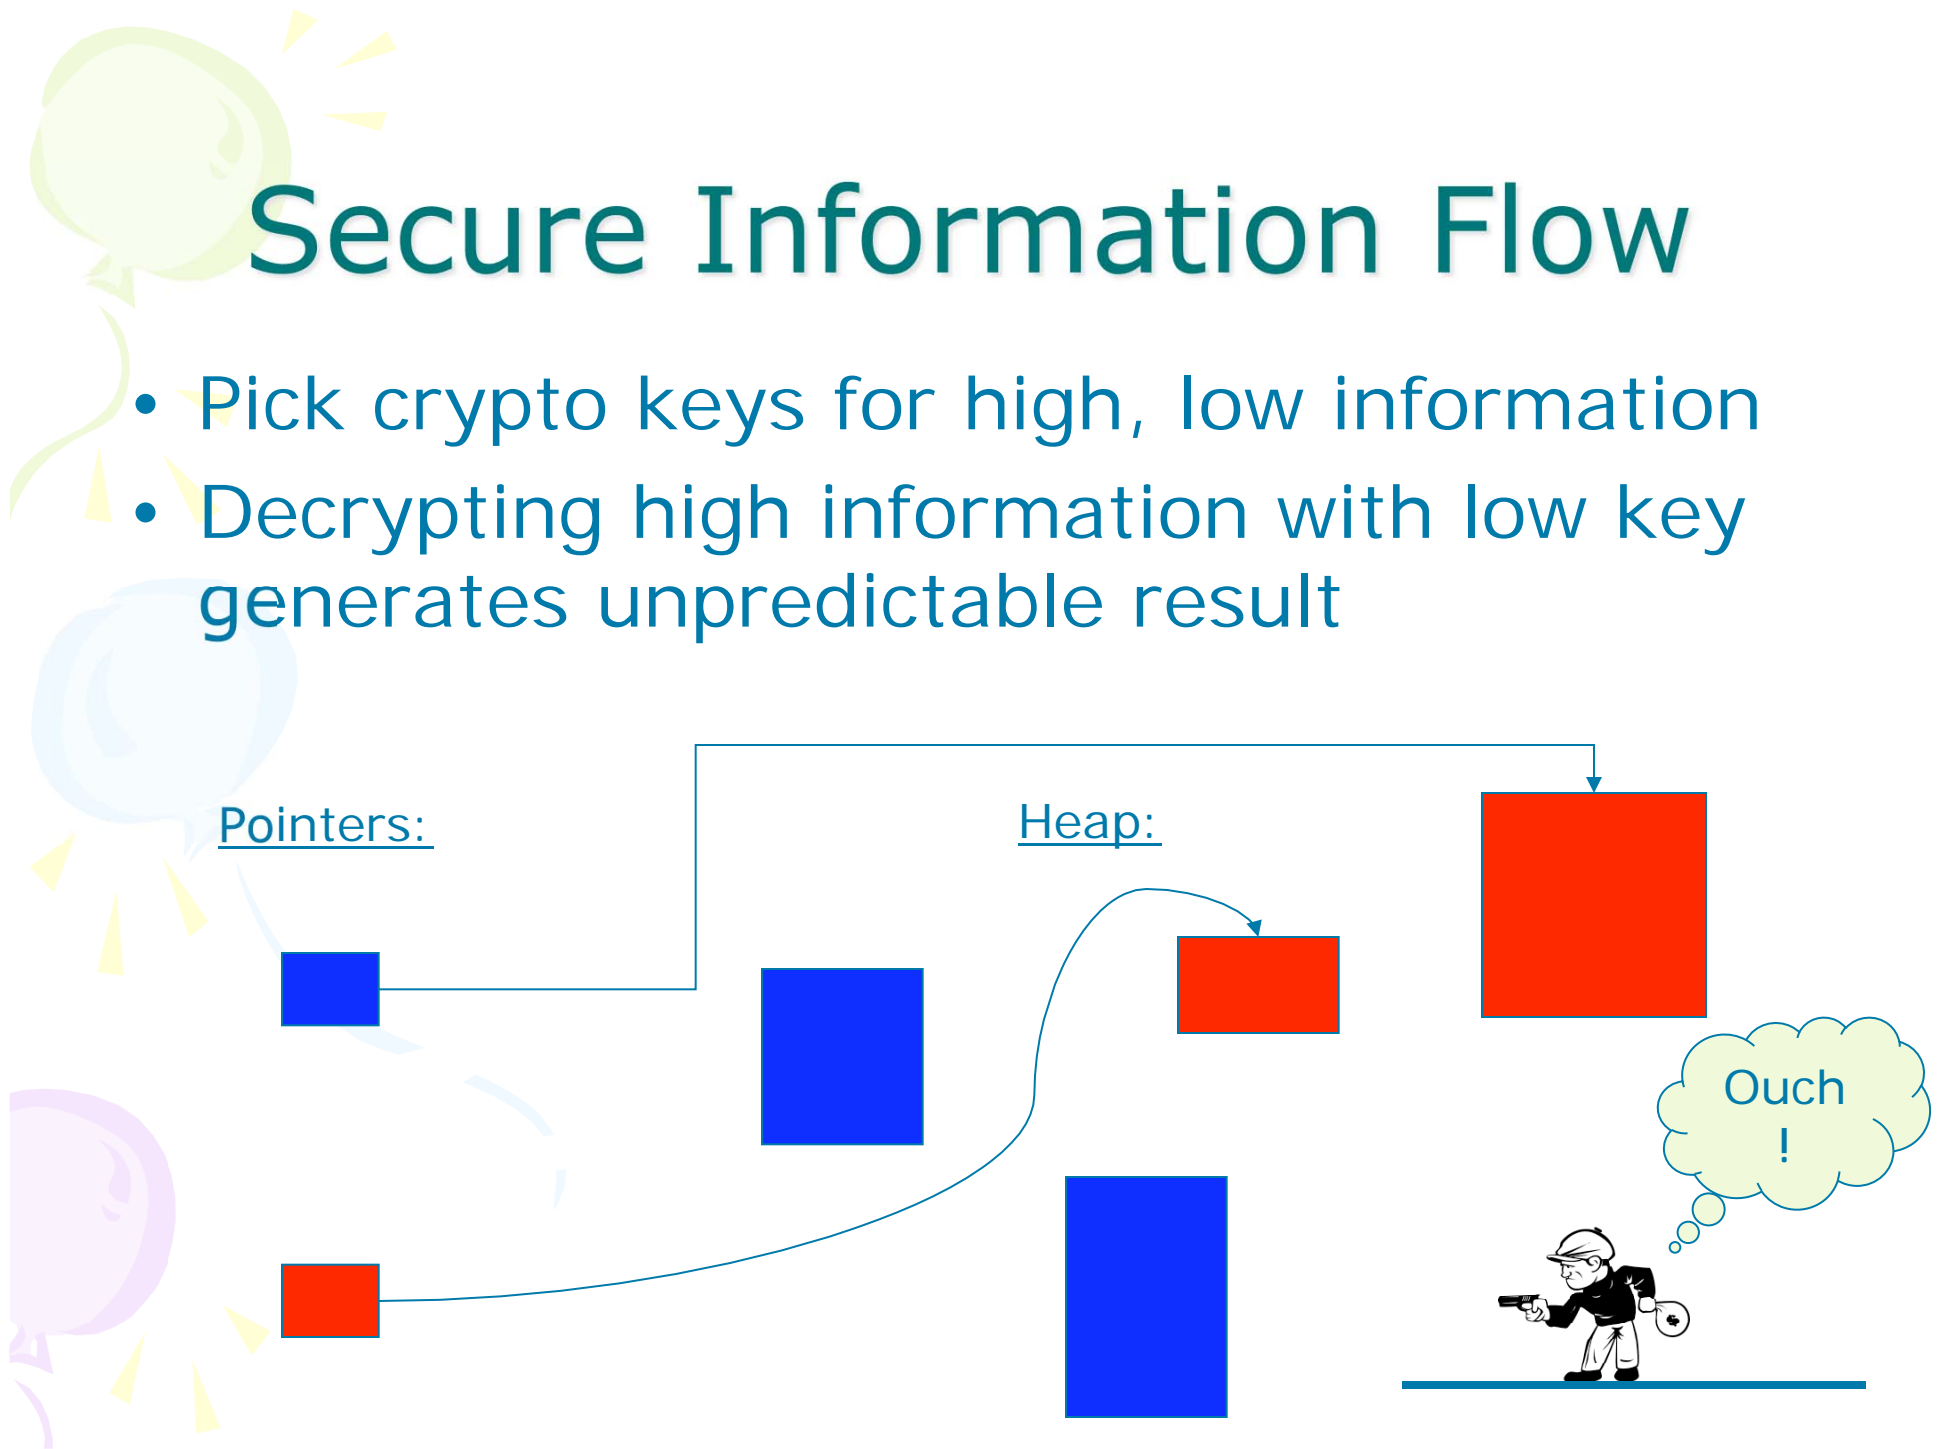 Secure Information Flow
• Pick crypto keys for high, low information
• Decrypting high information with low key
generates unpredictable result
Pointers:
Heap:
Ouch
!
$